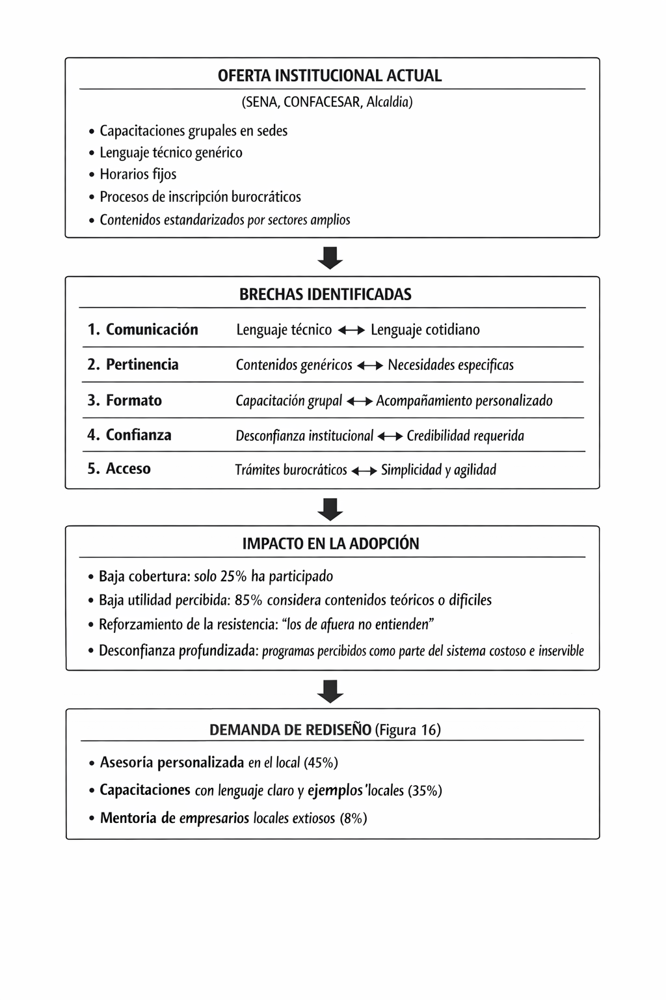 OFERTA INSTITUCIONAL ACTUAL
(SENA, CONFACESAR, Alcaldia)
• Capacitaciones grupales en sedes
• Lenguaje técnico genérico
• Horarios fijos
• Procesos de inscripción burocráticos
• Contenidos estandarizados por sectores amplios
BRECHAS IDENTIFICADAS
1. Comunicación Lenguaje técnico ↔ Lenguaje cotidiano
2. Pertinencia Contenidos genéricos ↔ Necesidades especificas
3. Formato Capacitación grupal ↔ Acompañamiento personalizado
4. Confianza Desconfianza institucional ↔ Credibilidad requerida
5. Acceso Trámites burocráticos ↔ Simplicidad y agilidad
IMPACTO EN LA ADOPCIÓN
• Baja cobertura: solo 25% ha participado
• Baja utilidad percibida: 85% considera contenidos teóricos o dificiles
• Reforzamiento de la resistencia: “los de afuera no entienden”
• Desconfianza profundizada: programas percibidos como parte del sistema costoso e inservible
DEMANDA DE REDISEÑO (Figura 16)
• Asesoría personalizada en el local (45%)
• Capacitaciones con lenguaje claro y ejemplos 'locales (35%)
• Mentoria de empresarios locales extiosos (8%)